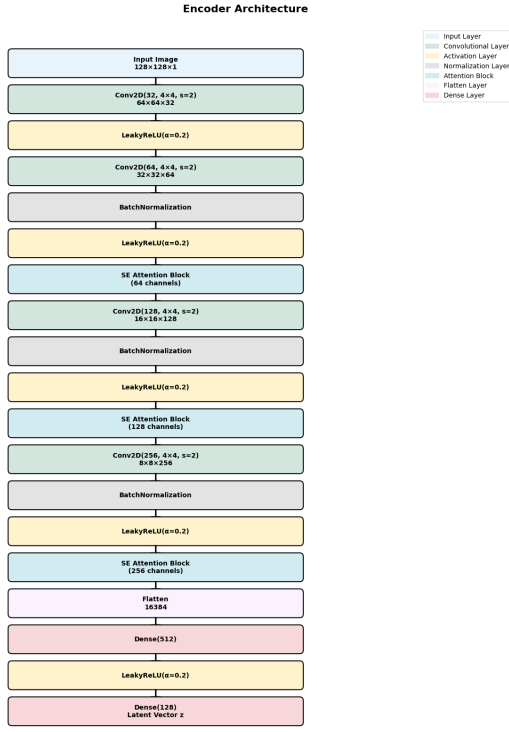 Encoder Architecture
Input Layer
Convolutional Layer
Activation Layer
Normalization Layer
Attention Block
Flatten Layer
Dense Layer
Input Image
128×128×1
Conv2D(32, 4×4, s=2)
64×64×32
LeakyReLU(α=0.2)
Conv2D(64, 4×4, s=2)
32×32×64
BatchNormalization
LeakyReLU(α=0.2)
SE Attention Block
(64 channels)
Conv2D(128, 4×4, s=2)
16×16×128
BatchNormalization
LeakyReLU(α=0.2)
SE Attention Block
(128 channels)
Conv2D(256, 4×4, s=2)
8×8×256
BatchNormalization
LeakyReLU(α=0.2)
SE Attention Block
(256 channels)
Flatten
16384
Dense(512)
LeakyReLU(α=0.2)
Dense(128)
Latent Vector z